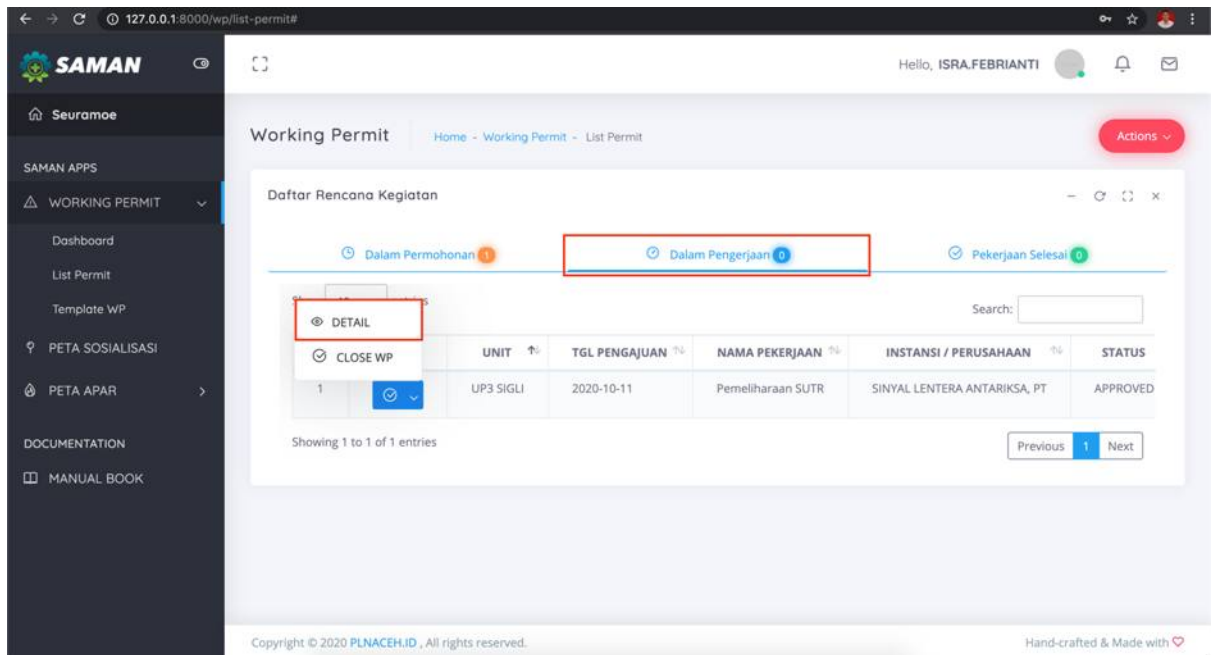 127.0.0.1:8000/wp/list-permit#
SAMAN
Hello, ISRA.FEBRIANTI
Seuramoe
Working Permit
Home - Working Permit - List Permit
Actions
SAMAN APPS
WORKING PERMIT
Dashboard
List Permit
Template WP
PETA SOSIALISASI
PETA APAR
DOCUMENTATION
MANUAL BOOK
Daftar Rencana Kegiatan
Dalam Permohonan 1
Dalam Pengerjaan 0
Pekerjaan Selesai 0
Search:
DETAIL
CLOSE WP
UNIT TGL PENGAJUAN NAMA PEKERJAAN INSTANSI / PERUSAHAAN STATUS
1 UP3 SIGLI 2020-10-11 Pemeliharaan SUTR SINYAL LENTERA ANTARIKSA, PT APPROVED
Showing 1 to 1 of 1 entries
Previous 1 Next
Copyright © 2020 PLNACEH.ID , All rights reserved.
Hand-crafted & Made with